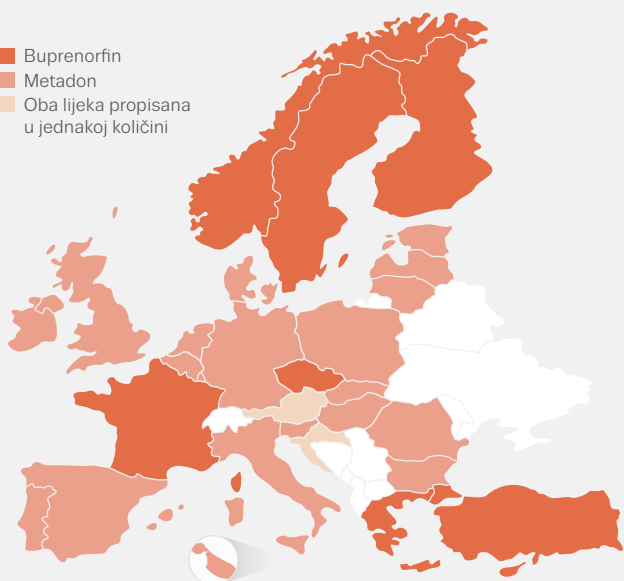 Buprenorfin
Metadon
Oba lijeka propisana
u jednakoj količini